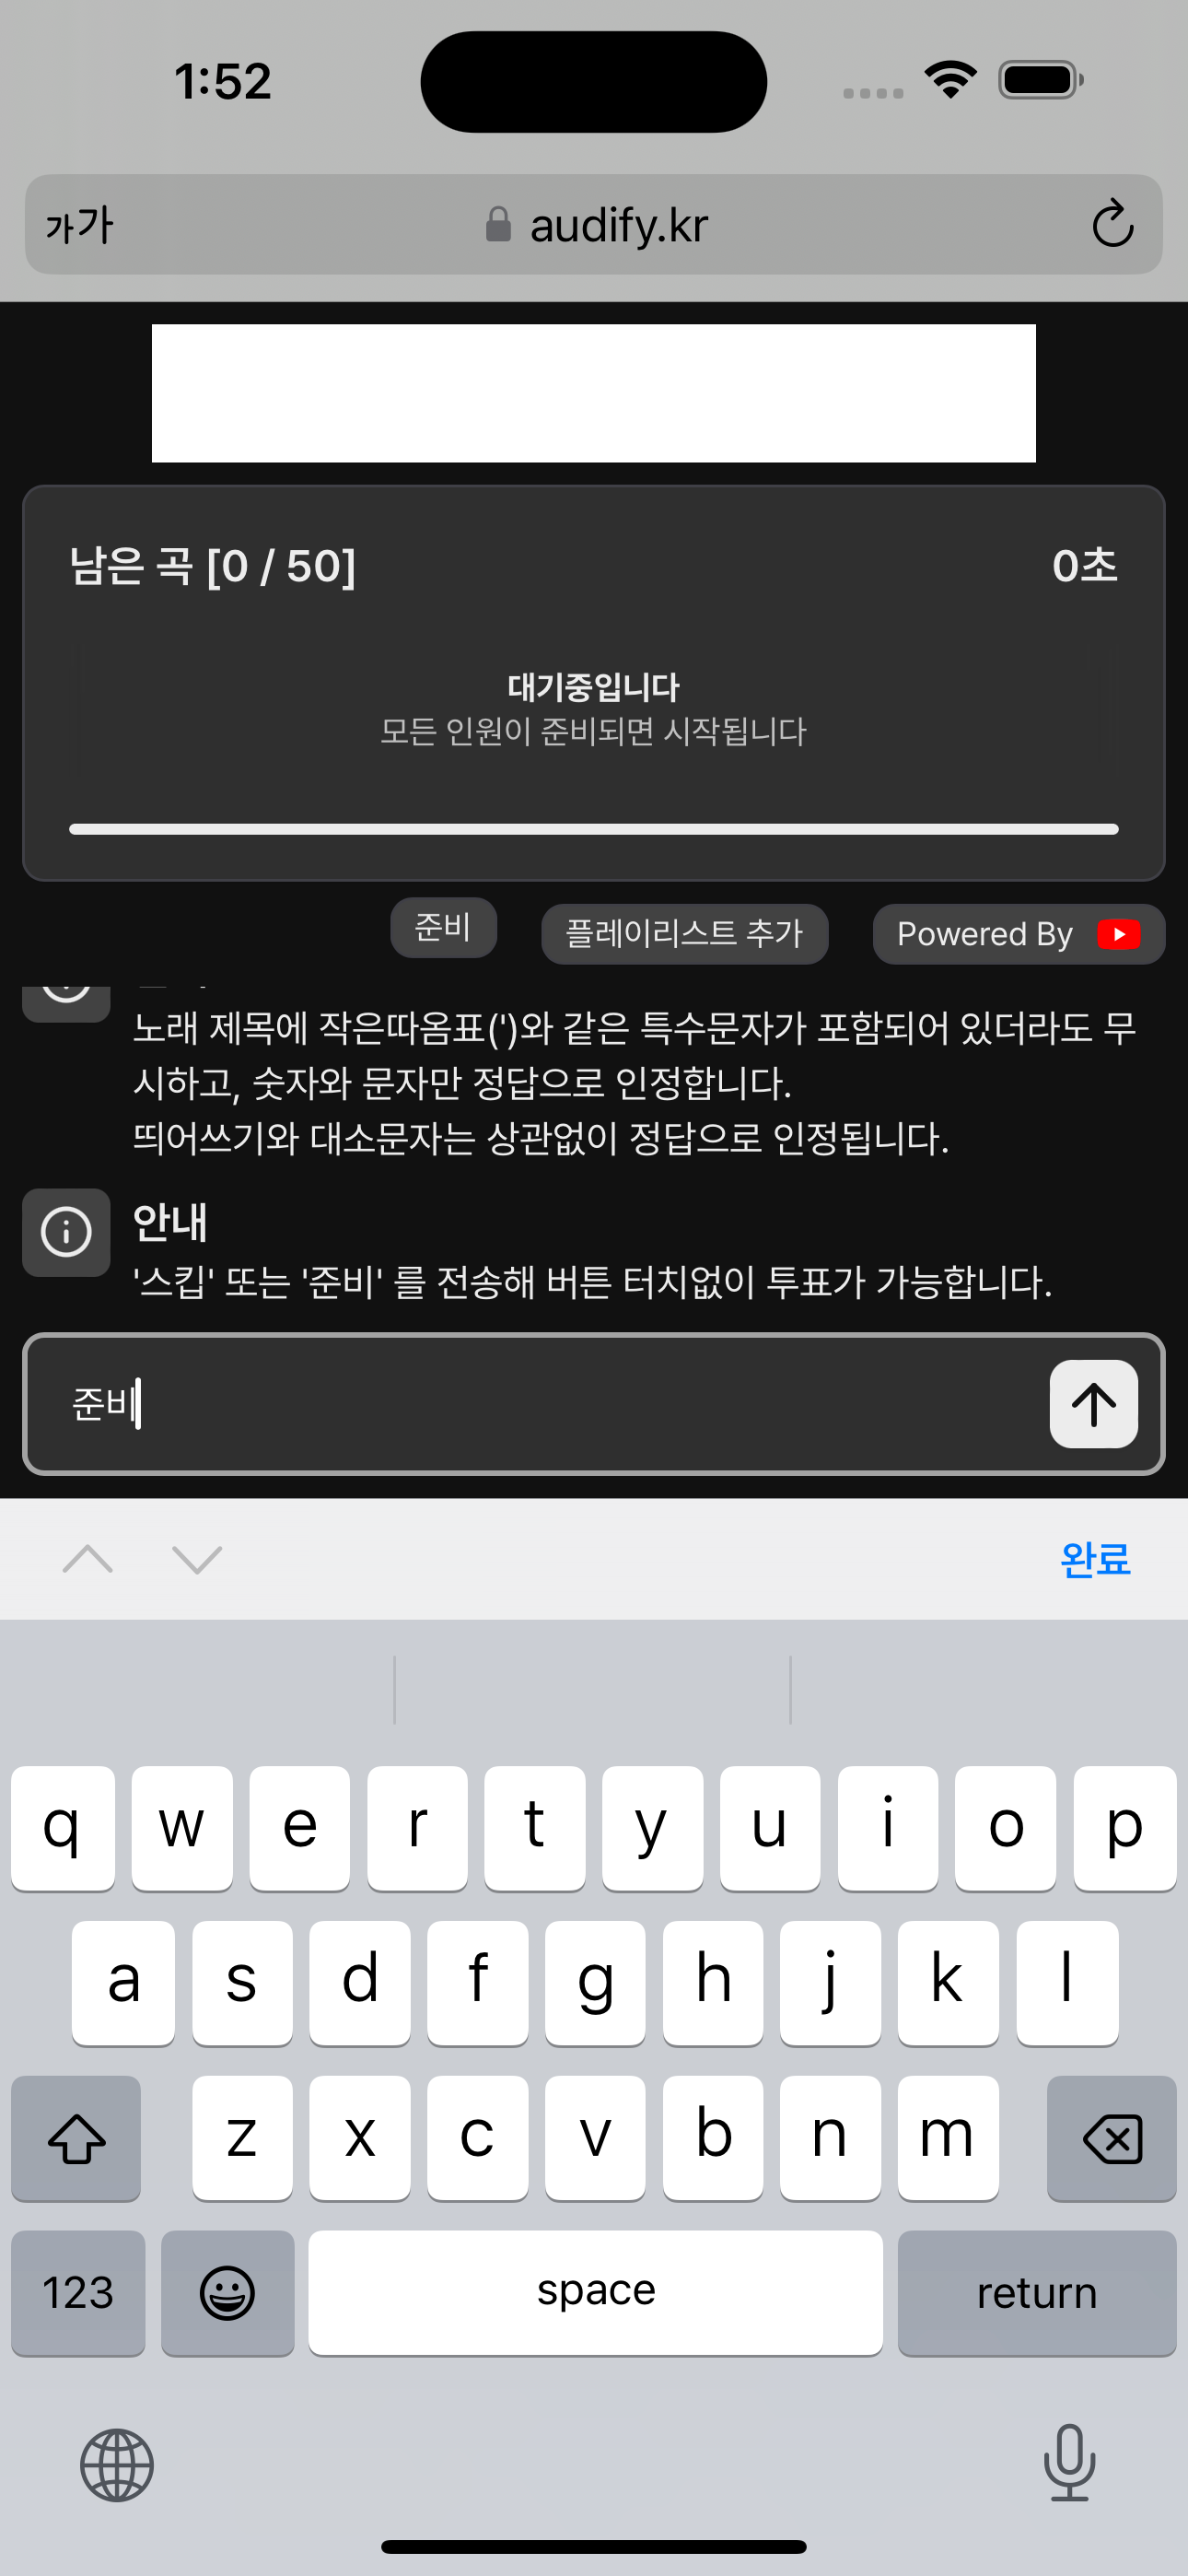 1:52
가가 audify.kr
남은 곡 [0 / 50] 0초
대기중입니다
모든 인원이 준비되면 시작됩니다
준비 플레이리스트 추가 Powered By
노래 제목에 작은따옴표(')와 같은 특수문자가 포함되어 있더라도 무
시하고, 숫자와 문자만 정답으로 인정합니다.
띄어쓰기와 대소문자는 상관없이 정답으로 인정됩니다.
안내
'스킵' 또는 '준비' 를 전송해 버튼 터치없이 투표가 가능합니다.
준비
완료
q w e r t y u i o p
a s d f g h j k l
z x c v b n m
123 space return